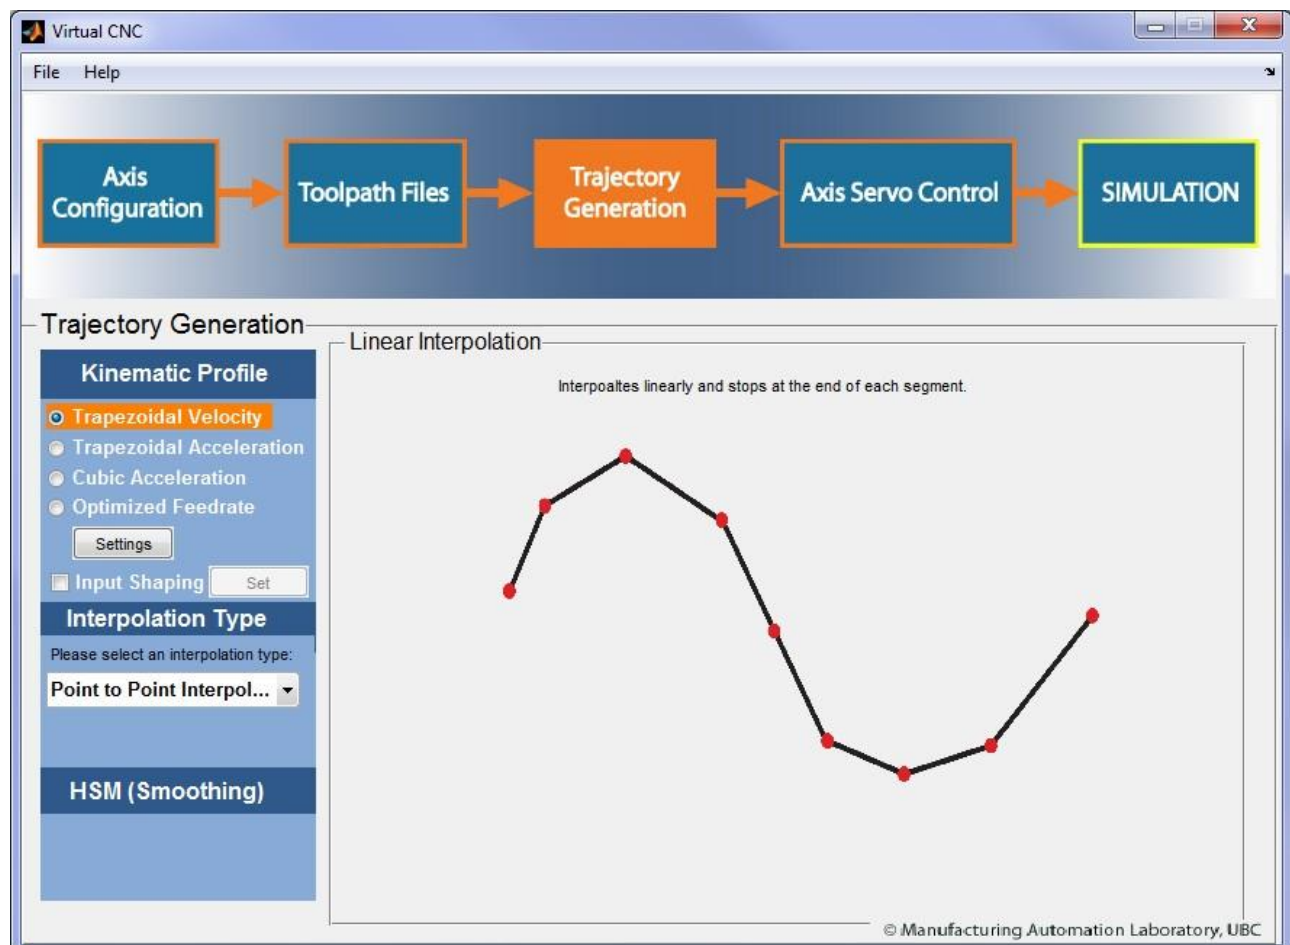 Virtual CNC
File Help
Axis
Configuration
Toolpath Files
Trajectory
Generation
Axis Servo Control
SIMULATION
Trajectory Generation
Kinematic Profile
Trapezoidal Velocity
Trapezoidal Acceleration
Cubic Acceleration
Optimized Feedrate
Settings
Input Shaping Set
Interpolation Type
Please select an interpolation type:
Point to Point Interpol...
HSM (Smoothing)
Linear Interpolation
Interpoaltes linearly and stops at the end of each segment.
© Manufacturing Automation Laboratory, UBC